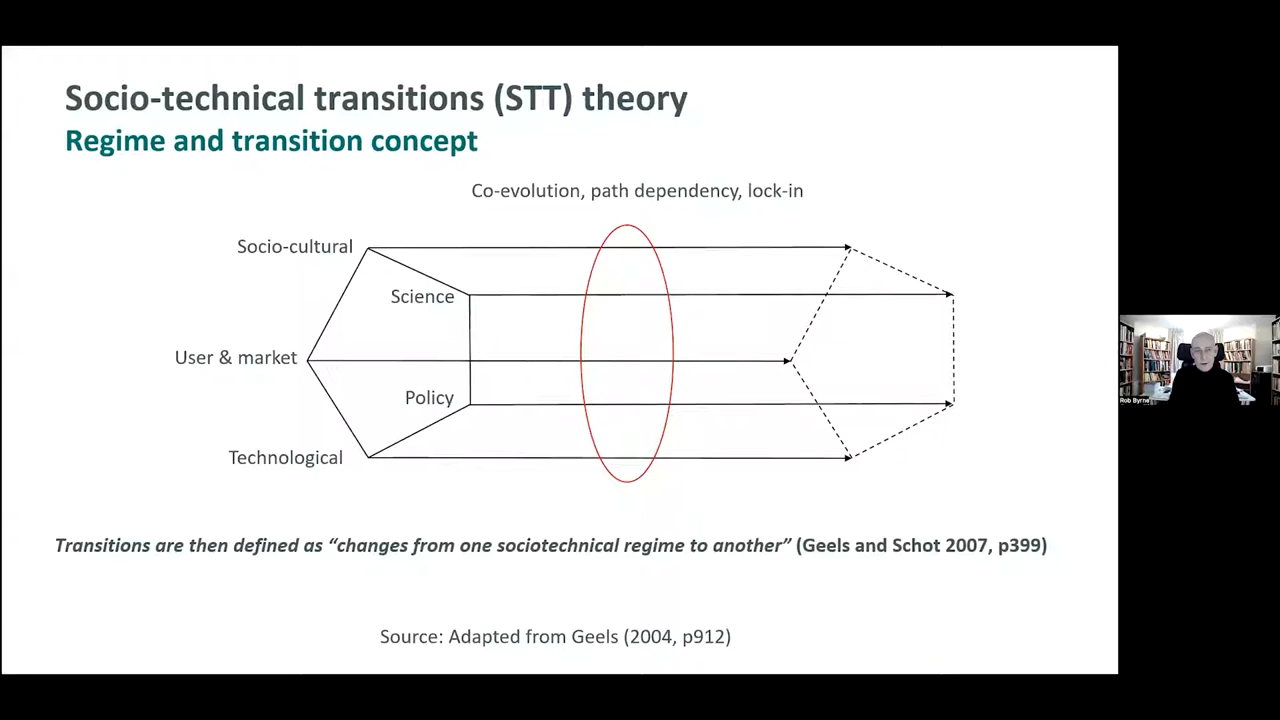 Socio-technical transitions (STT) theory
Regime and transition concept
Co-evolution, path dependency, lock-in
Socio-cultural
Science
User & market
Policy
Technological
Transitions are then defined as “changes from one sociotechnical regime to another” (Geels and Schot 2007, p399)
Source: Adapted from Geels (2004, p912)
Rob Byrne